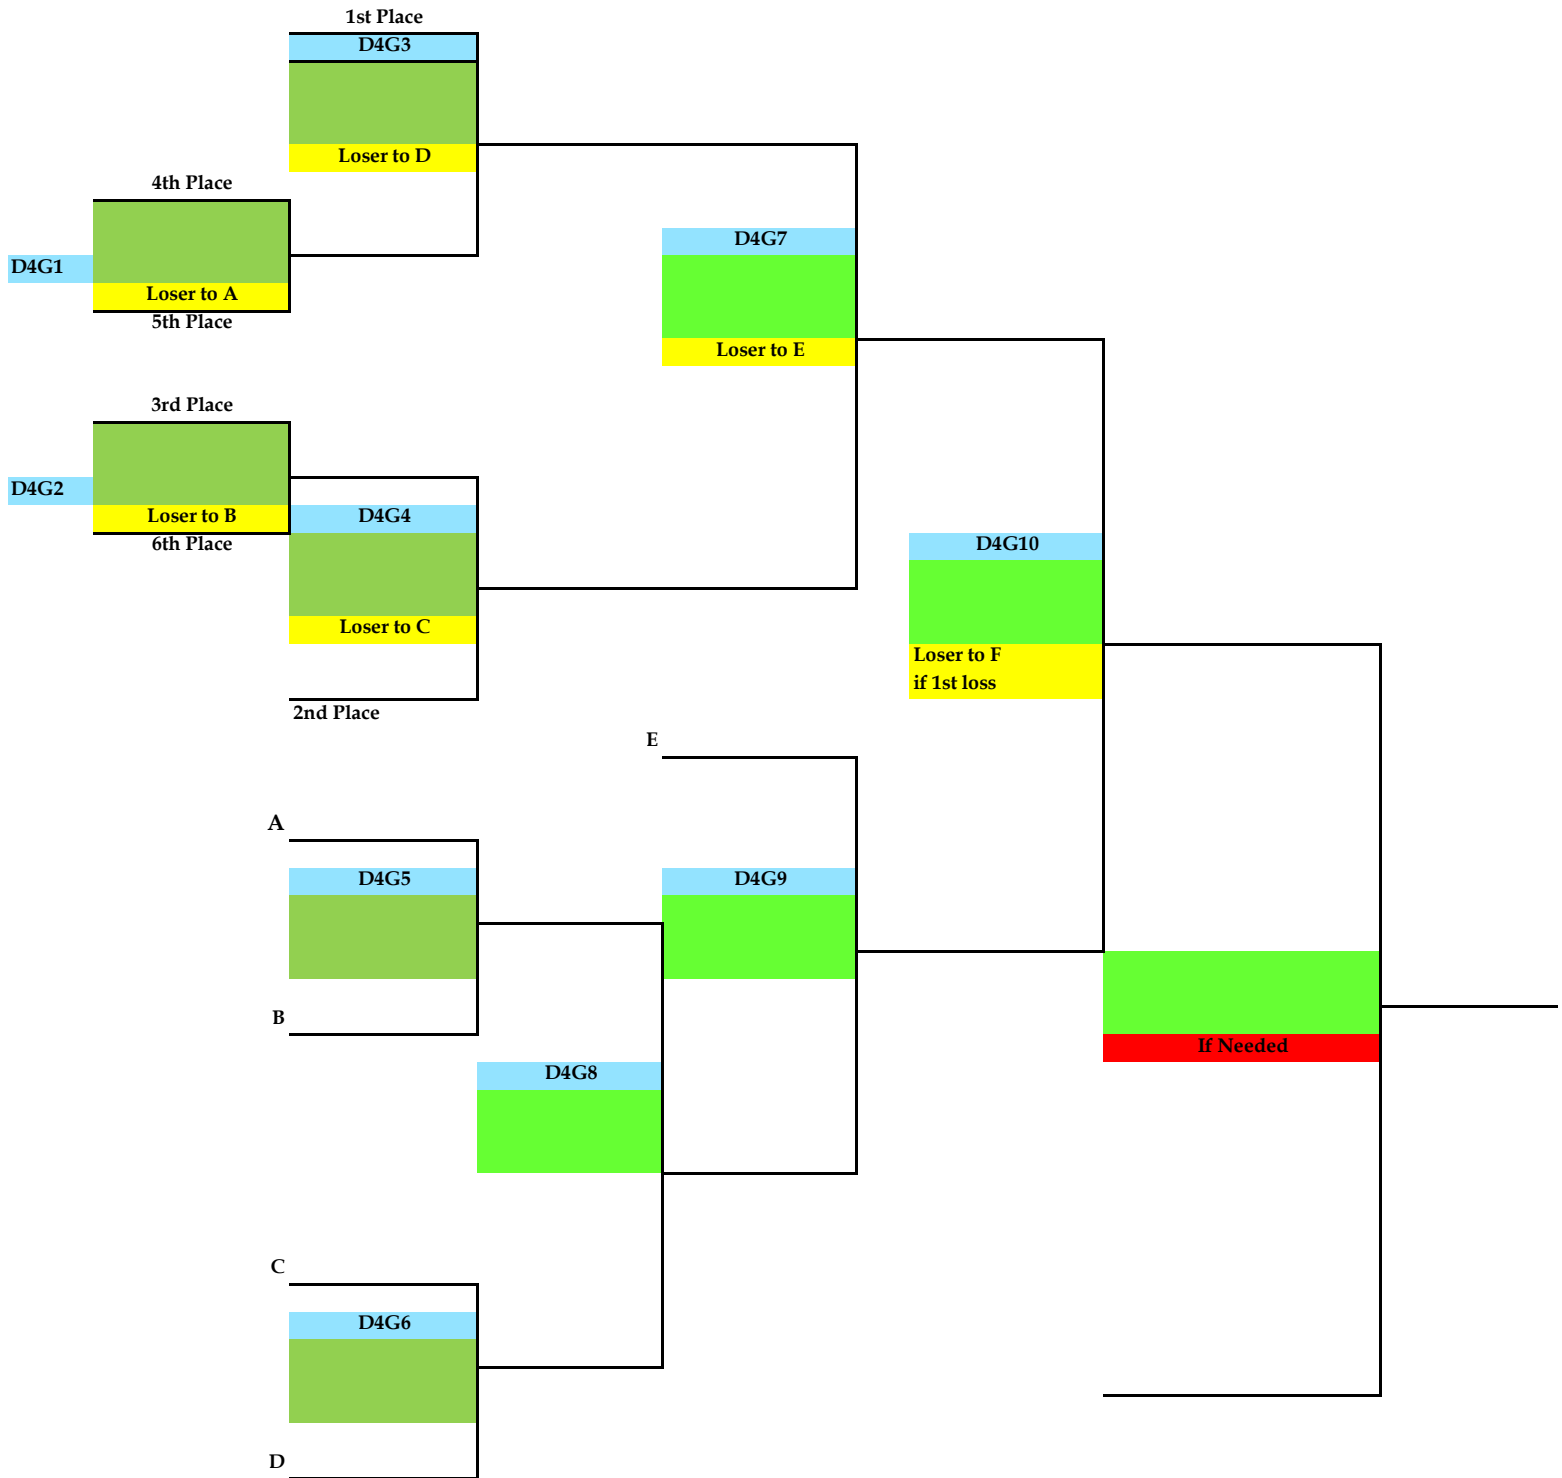 1st Place
D4G3
Loser to D
4th Place
D4G1
Loser to A
5th Place
D4G7
Loser to E
3rd Place
D4G2
Loser to B
6th Place
D4G4
Loser to C
2nd Place
D4G10
Loser to F
if 1st loss
E
A
D4G5
B
D4G9
D4G8
If Needed
C
D4G6
D